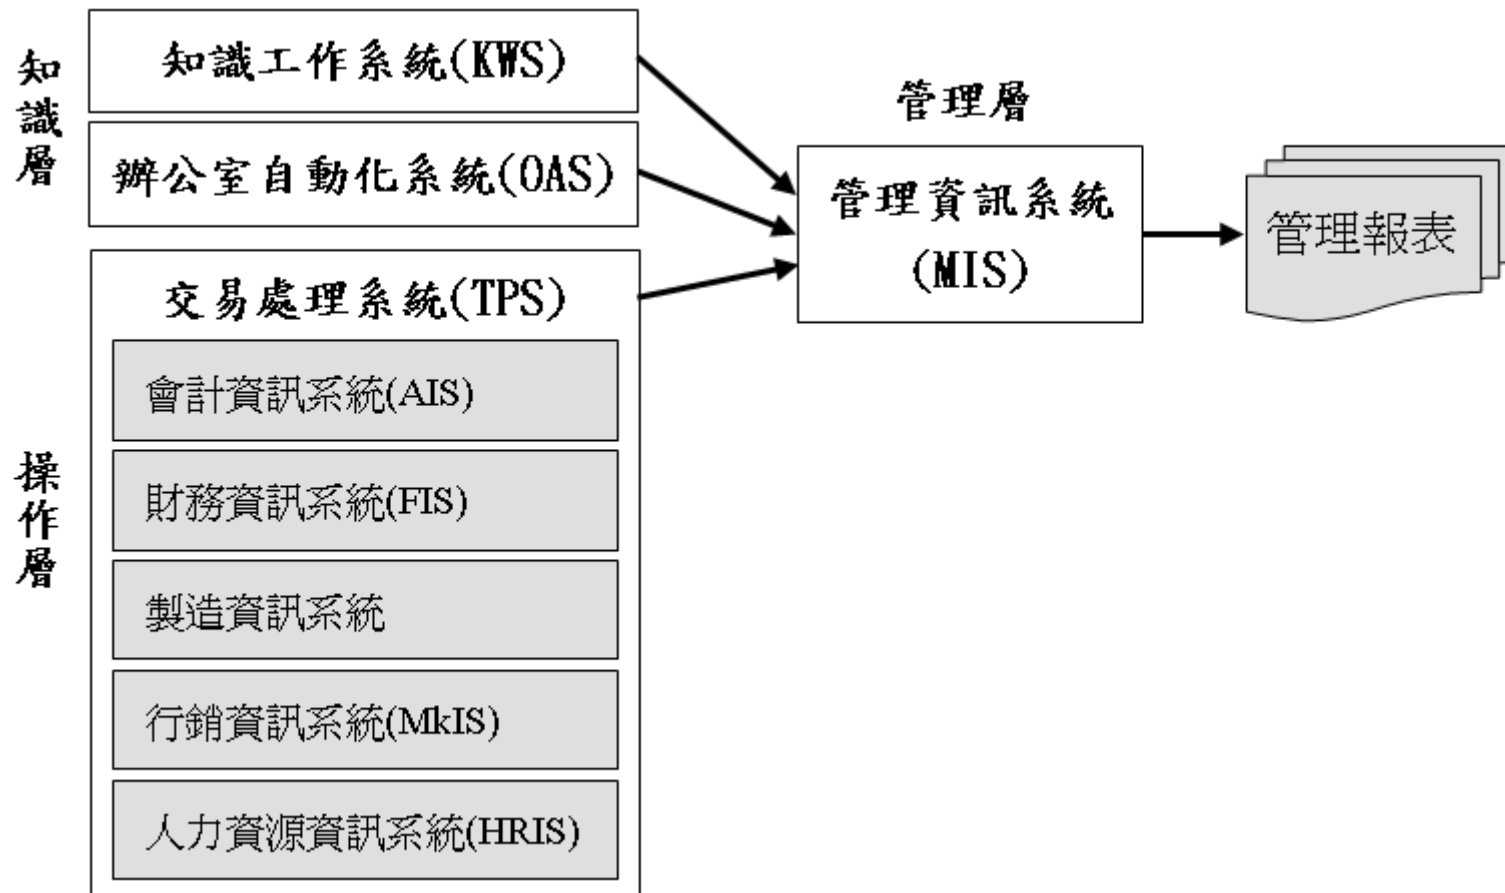 知識層
知識工作系統(KWS)
辦公室自動化系統(OAS)
管理層
管理資訊系統
(MIS)
管理報表
操作層
交易處理系統(TPS)
會計資訊系統(AIS)
財務資訊系統(FIS)
製造資訊系統
行銷資訊系統(MkIS)
人力資源資訊系統(HRIS)